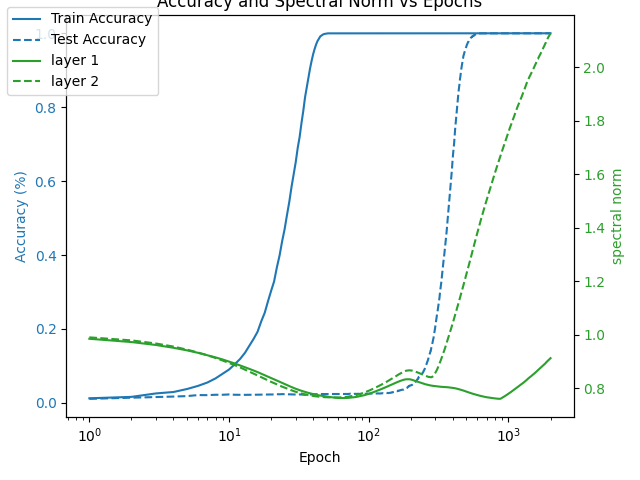 Accuracy and Spectral Norm vs Epochs
Train Accuracy
Test Accuracy
layer 1
layer 2
1.0
0.8
0.6
0.4
0.2
0.0
Accuracy (%)
2.0
1.8
1.6
1.4
1.2
1.0
0.8
spectral norm
10⁰ 10¹ 10² 10³
Epoch